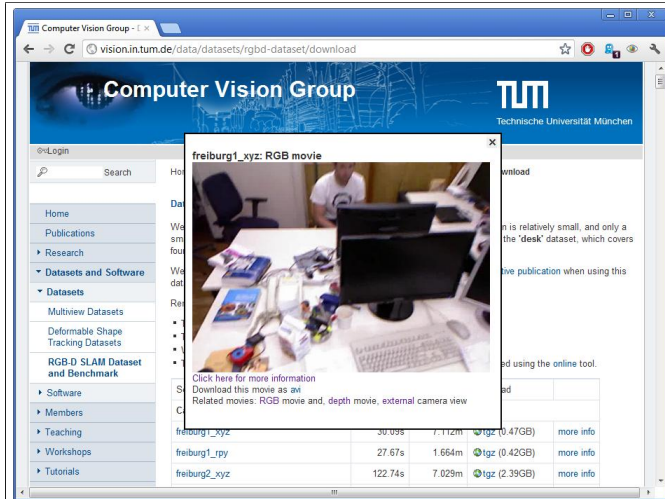 Computer Vision Group - [
vision.in.tum.de/data/datasets/rgbd-dataset/download
Computer Vision Group
TUM
Technische Universität München
Login
Search
wnload
Home
Publications
Research
Datasets and Software
Datasets
Multiview Datasets
Deformable Shape
Tracking Datasets
RGB-D SLAM Dataset
and Benchmark
Software
Members
Teaching
Workshops
Tutorials
freiburg1_xyz: RGB movie
Click here for more information
Download this movie as avi
Related movies: RGB movie and, depth movie, external camera view
n is relatively small, and only a
the 'desk' dataset, which covers
tive publication when using this
ed using the online tool.
ad
freiburg1_xyz 30.09s 7.112m tgz (0.47GB) more info
freiburg1_rpy 27.67s 1.664m tgz (0.42GB) more info
freiburg2_xyz 122.74s 7.029m tgz (2.39GB) more info